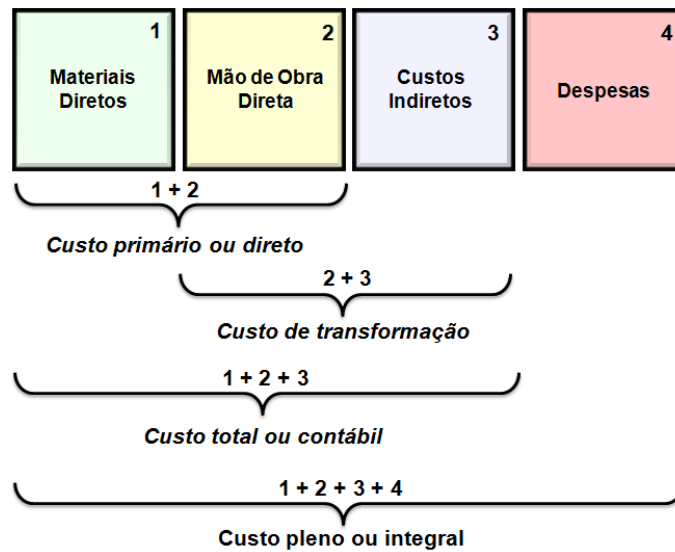 1
Materiais
Diretos
2
Mão de Obra
Direta
3
Custos
Indiretos
4
Despesas
1 + 2
Custo primário ou direto
2 + 3
Custo de transformação
1 + 2 + 3
Custo total ou contábil
1 + 2 + 3 + 4
Custo pleno ou integral